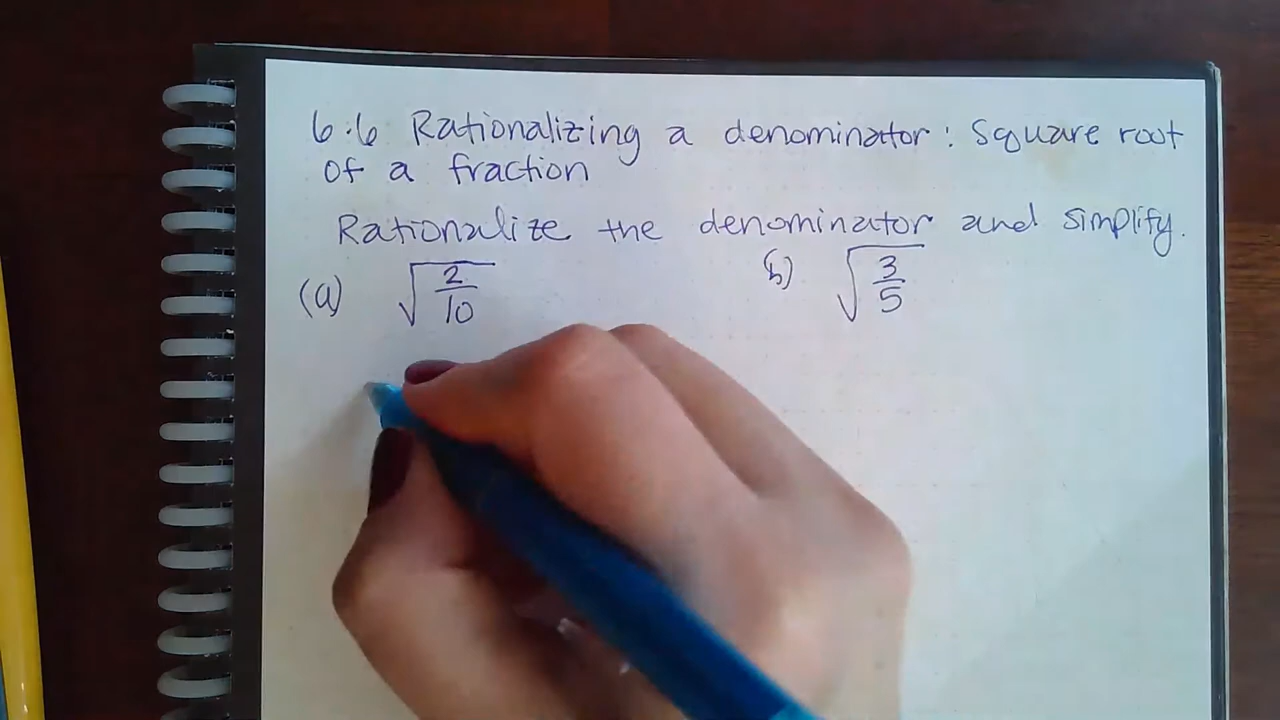 6.6 Rationalizing a denominator: Square root
of a fraction
Rationalize the denominator and simplify.
(a) √(2/10) (b) √(3/5)